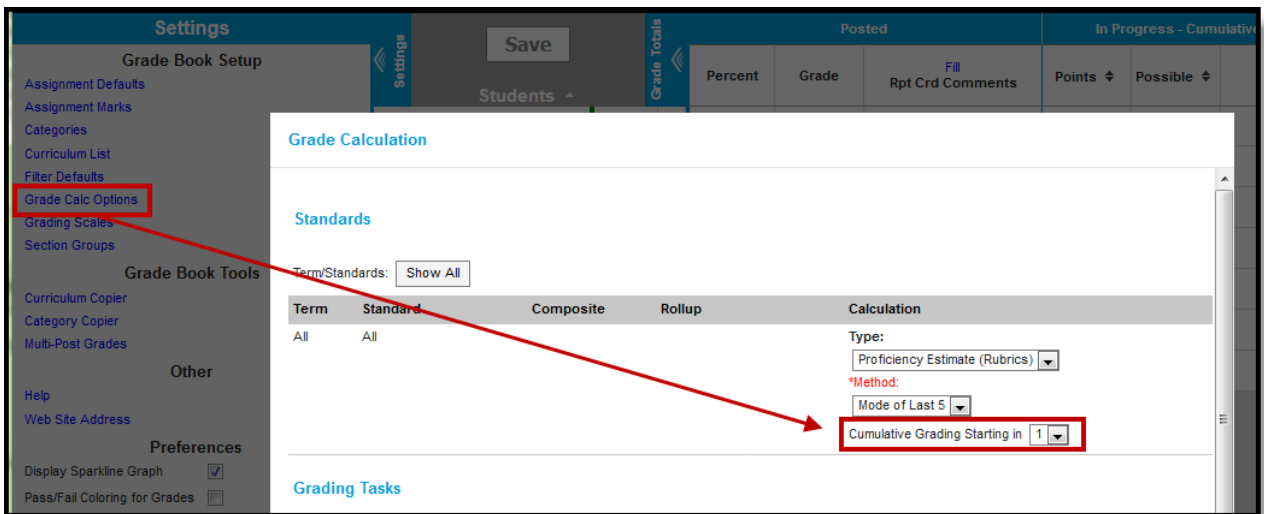 Settings
Grade Book Setup
Assignment Defaults
Assignment Marks
Categories
Curriculum List
Filter Defaults
Grade Calc Options
Grading Scales
Section Groups
Grade Book Tools
Curriculum Copier
Category Copier
Multi-Post Grades
Other
Help
Web Site Address
Preferences
Display Sparkline Graph
Pass/Fail Coloring for Grades
Settings
Save
Students
Grade Totals
Posted
In Progress - Cumulative
Percent
Grade
Fill
Rpt Crd Comments
Points
Possible
Grade Calculation
Standards
Term/Standards: Show All
Term Standard Composite Rollup Calculation
All All Type:
Proficiency Estimate (Rubrics)
*Method:
Mode of Last 5
Cumulative Grading Starting in 1
Grading Tasks